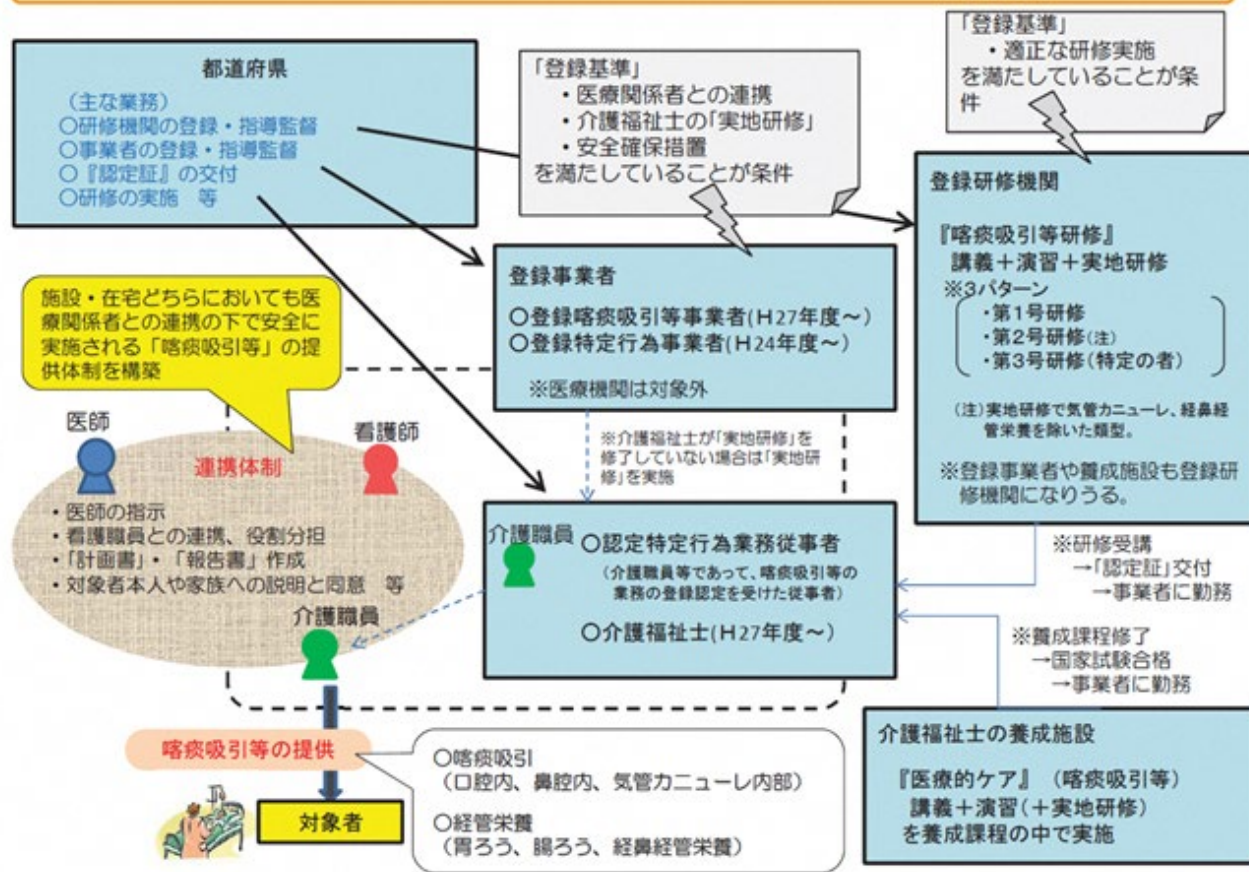 都道府県
（主な業務）
○研修機関の登録・指導監督
○事業者の登録・指導監督
○『認定証』の交付
○研修の実施　等
「登録基準」
・医療関係者との連携
・介護福祉士の「実地研修」
・安全確保措置
を満たしていることが条件
「登録基準」
・適正な研修実施
を満たしていることが条
件
登録研修機関
『喀痰吸引等研修』
講義＋演習＋実地研修
※3パターン
・第1号研修
・第2号研修(注)
・第3号研修(特定の者)
(注)実地研修で気管カニューレ、経鼻経
管栄養を除いた類型。
※登録事業者や養成施設も登録研
修機関になりうる。
登録事業者
○登録喀痰吸引等事業者(H27年度～)
○登録特定行為事業者(H24年度～)
※医療機関は対象外
施設・在宅どちらにおいても医
療関係者との連携の下で安全に
実施される「喀痰吸引等」の提
供体制を構築
※介護福祉士が「実地研修」を
修了していない場合は「実地研
修」を実施
医師
看護師
連携体制
・医師の指示
・看護職員との連携、役割分担
・「計画書」・「報告書」作成
・対象者本人や家族への説明と同意　等
介護職員
介護職員
○認定特定行為業務従事者
（介護職員等であって、喀痰吸引等の
業務の登録認定を受けた従事者）
○介護福祉士(H27年度～)
※研修受講
→「認定証」交付
→事業者に勤務
※養成課程修了
→国家試験合格
→事業者に勤務
喀痰吸引等の提供
対象者
○喀痰吸引
（口腔内、鼻腔内、気管カニューレ内部）
○経管栄養
（胃ろう、腸ろう、経鼻経管栄養）
介護福祉士の養成施設
『医療的ケア』（喀痰吸引等）
講義＋演習(＋実地研修)
を養成課程の中で実施